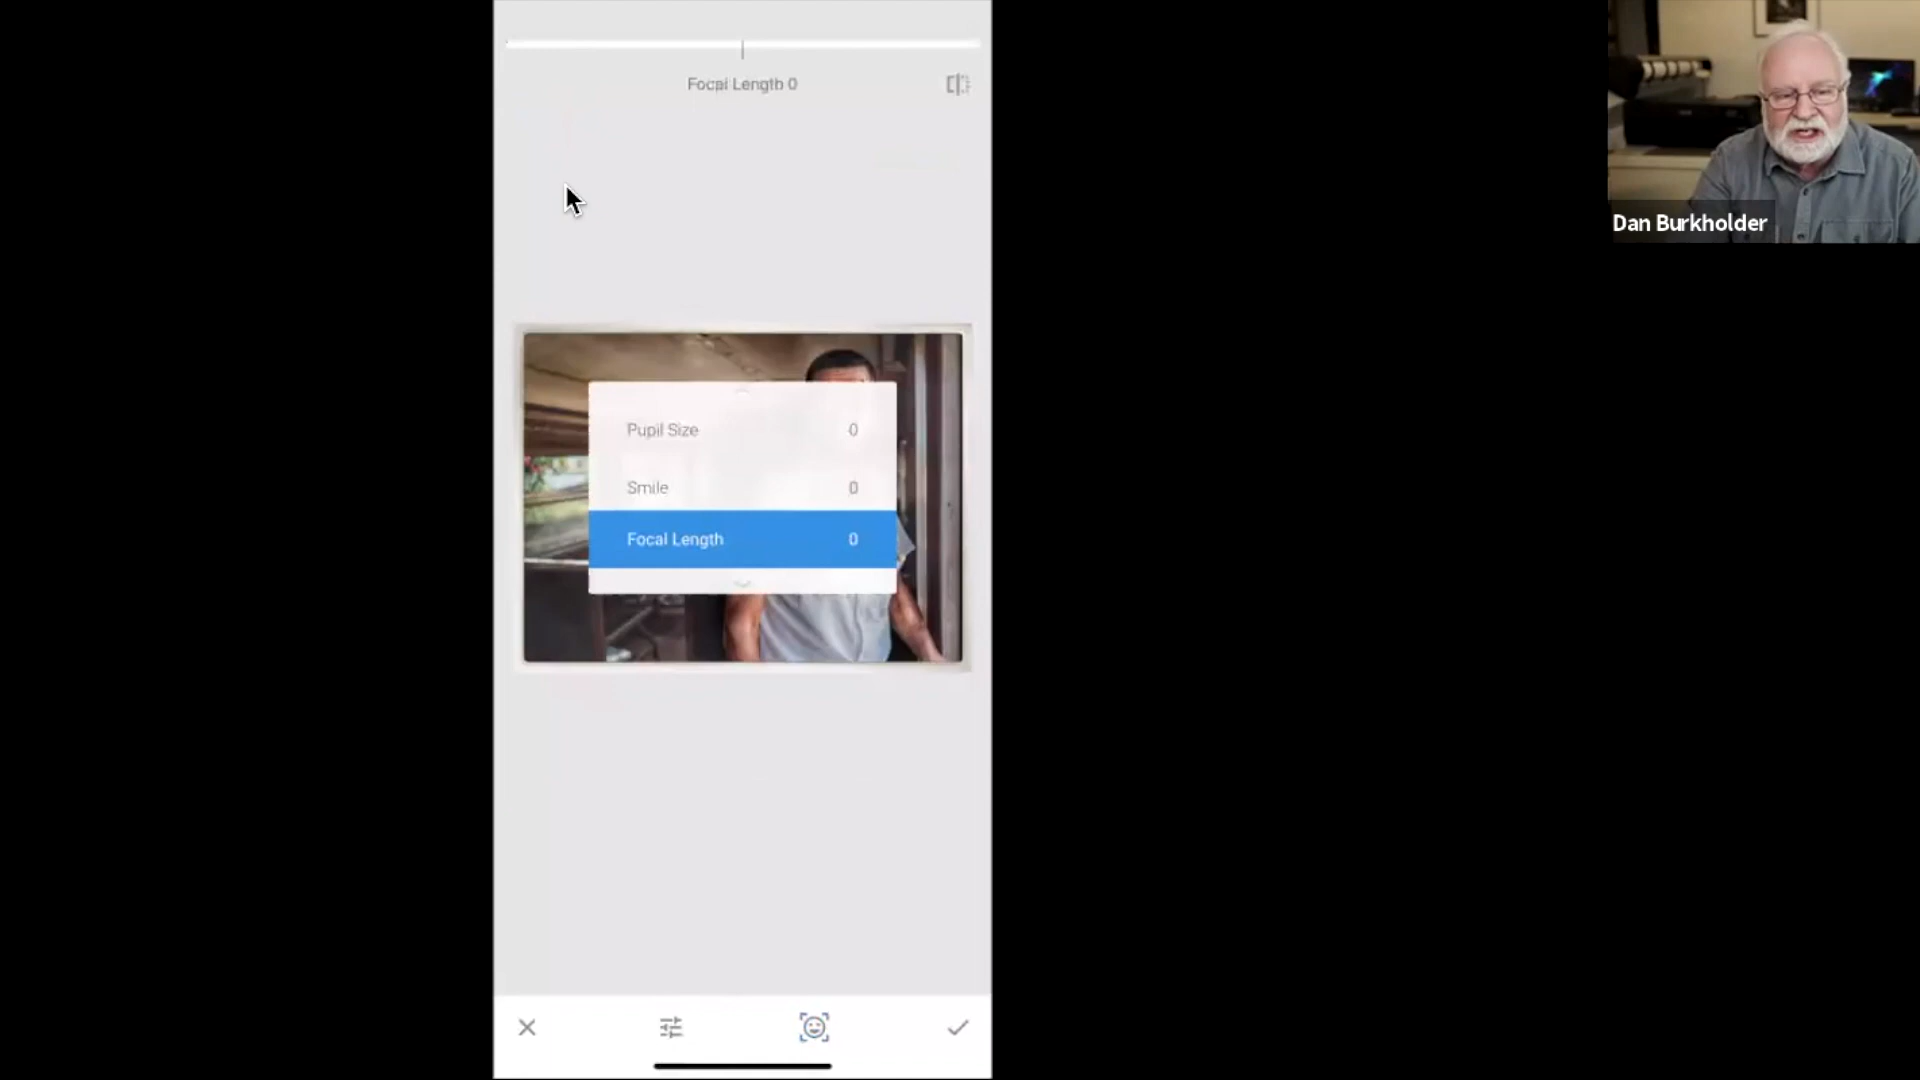 Focal Length 0
Dan Burkholder
Pupil Size 0
Smile 0
Focal Length 0